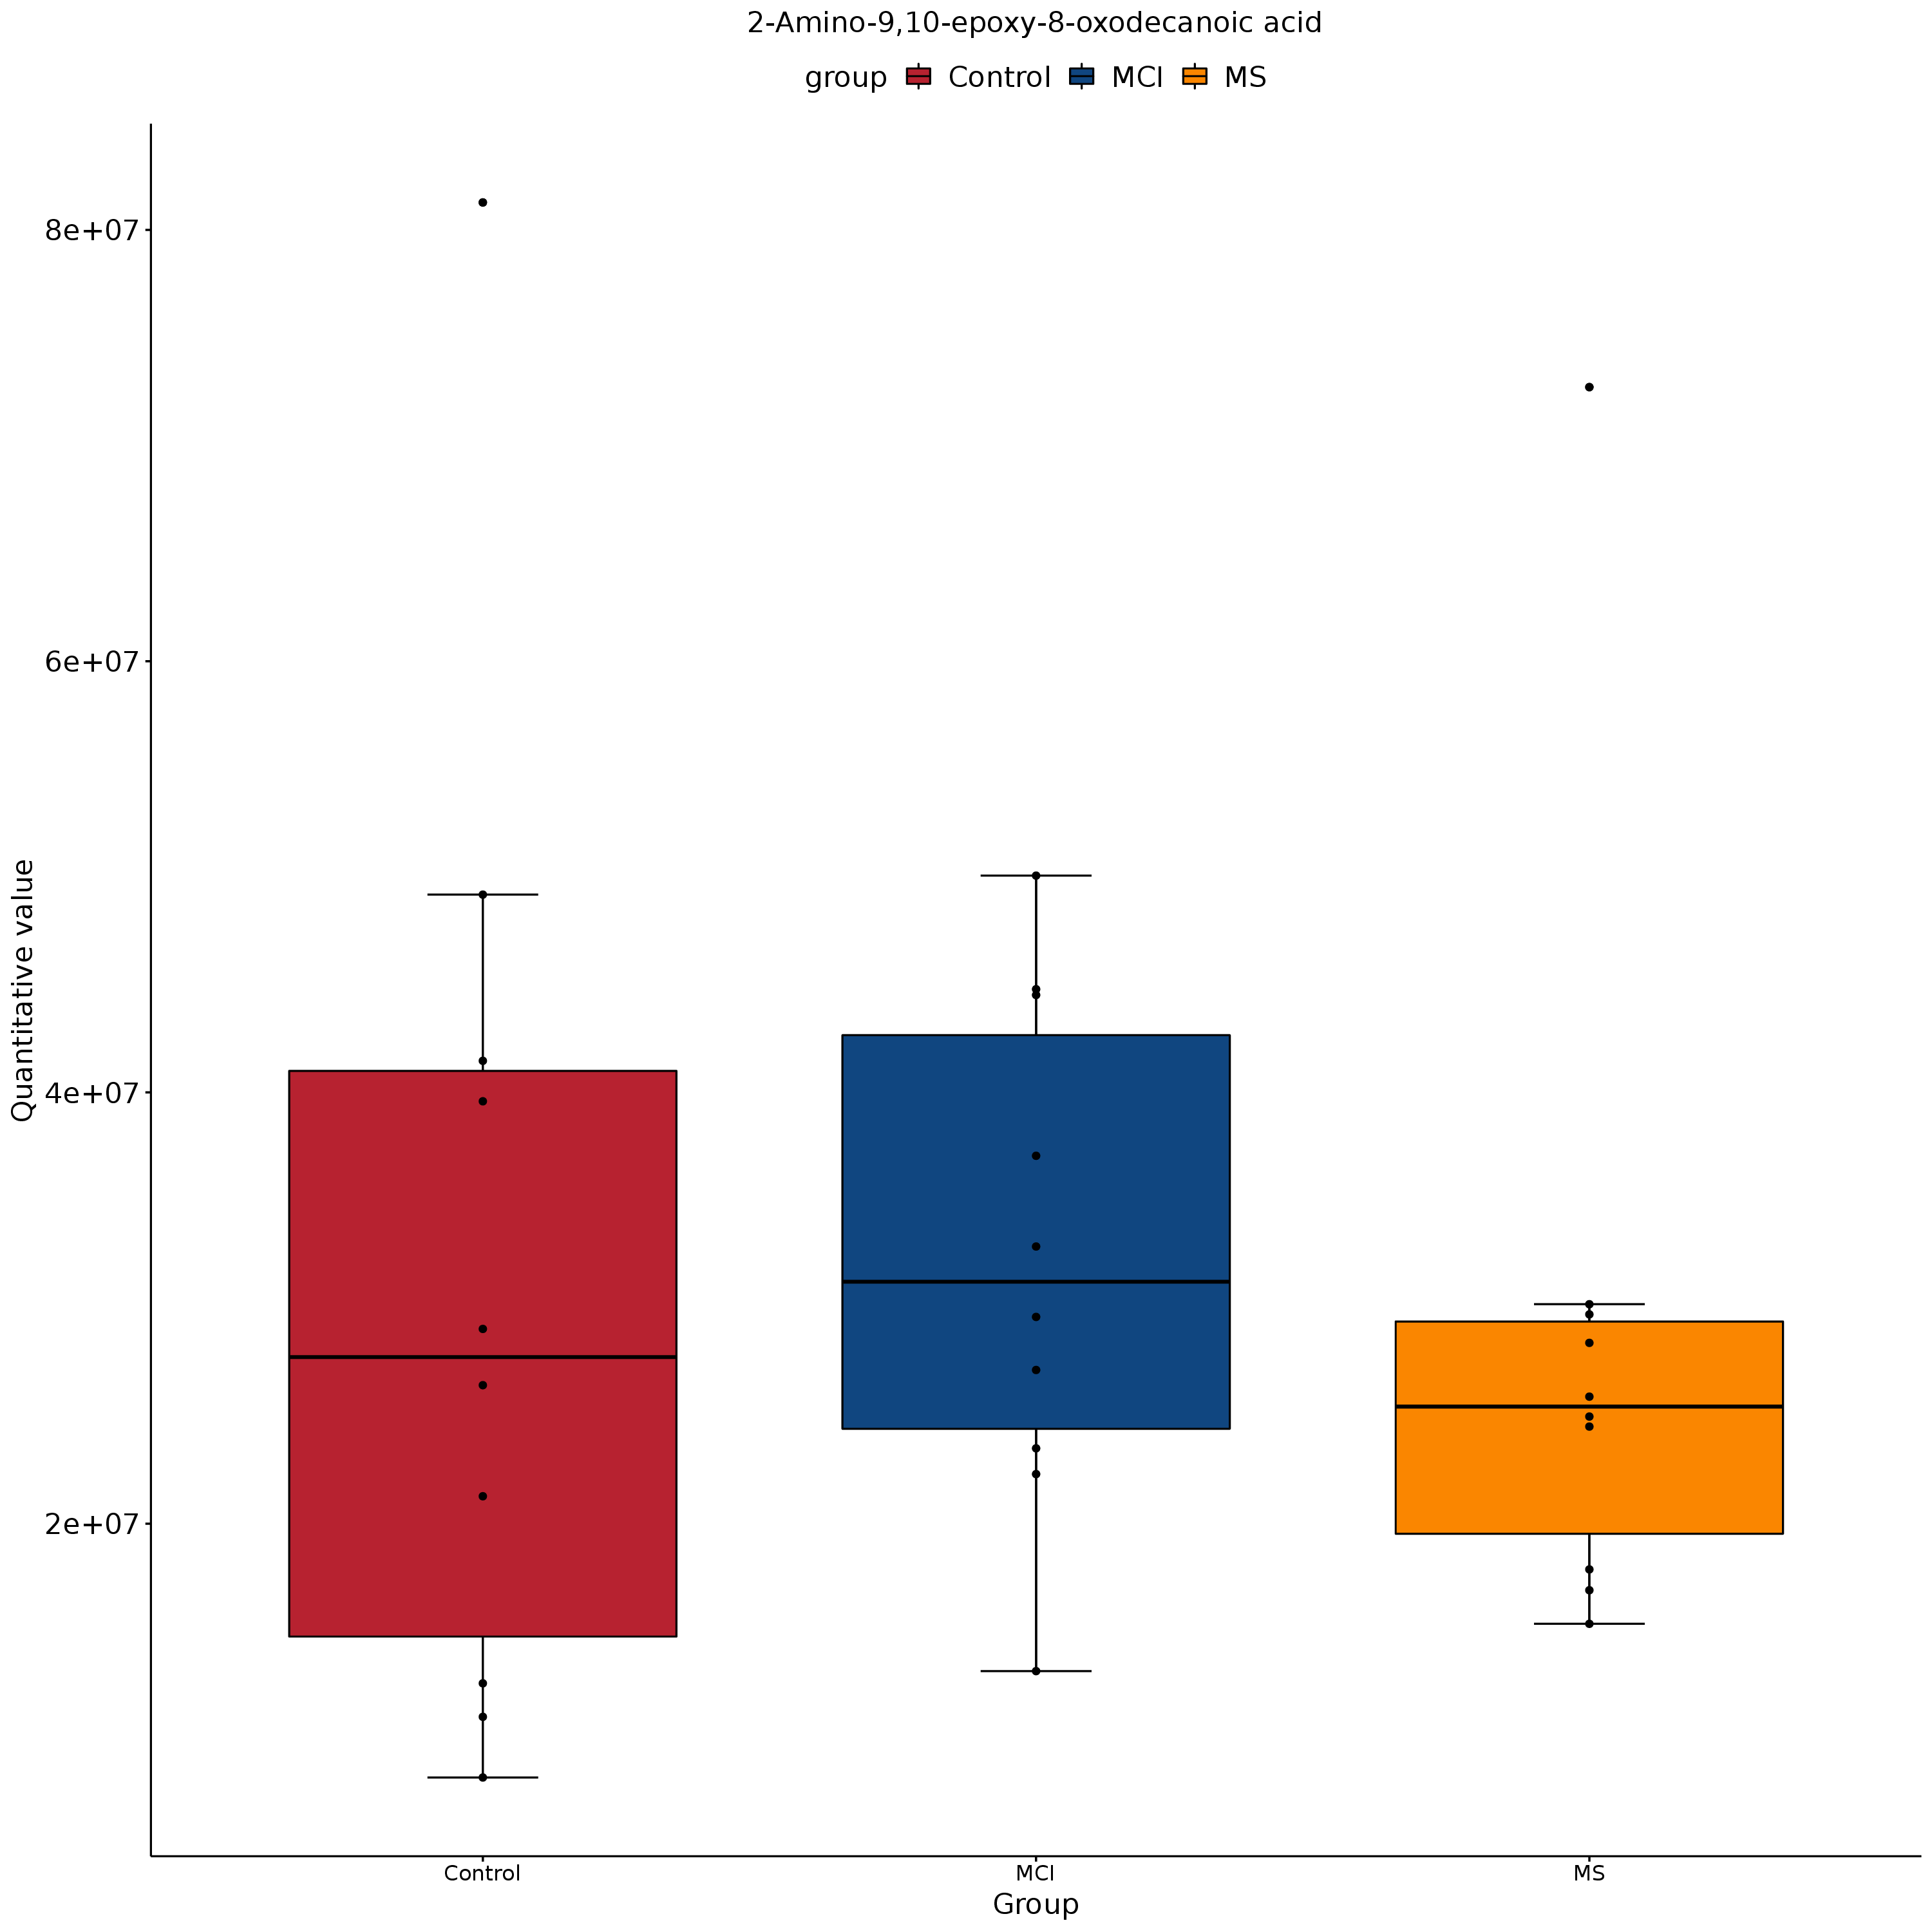 2-Amino-9,10-epoxy-8-oxodecanoic acid
group Control MCI MS
8e+07
6e+07
4e+07
2e+07
Quantitative value
Control MCI MS
Group